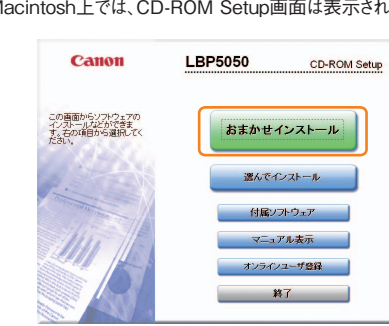 Macintosh上では、CD-ROM Setup画面は表示され
Canon
LBP5050
CD-ROM Setup
この画面からソフトウェアの
インストールなどができま
す。右の項目から選択してく
ださい。
おまかせインストール
選んでインストール
付属ソフトウェア
マニュアル表示
オンラインユーザ登録
終了